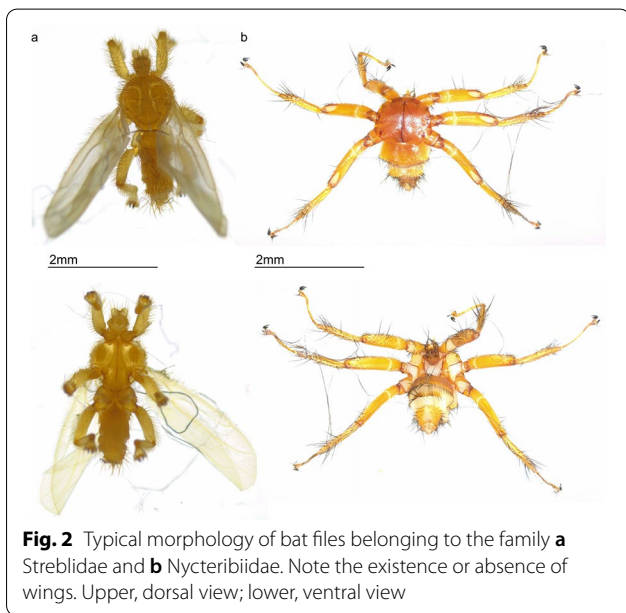 a
b
2mm
2mm
Fig. 2 Typical morphology of bat files belonging to the family a
Streblidae and b Nycteribiidae. Note the existence or absence of
wings. Upper, dorsal view; lower, ventral view